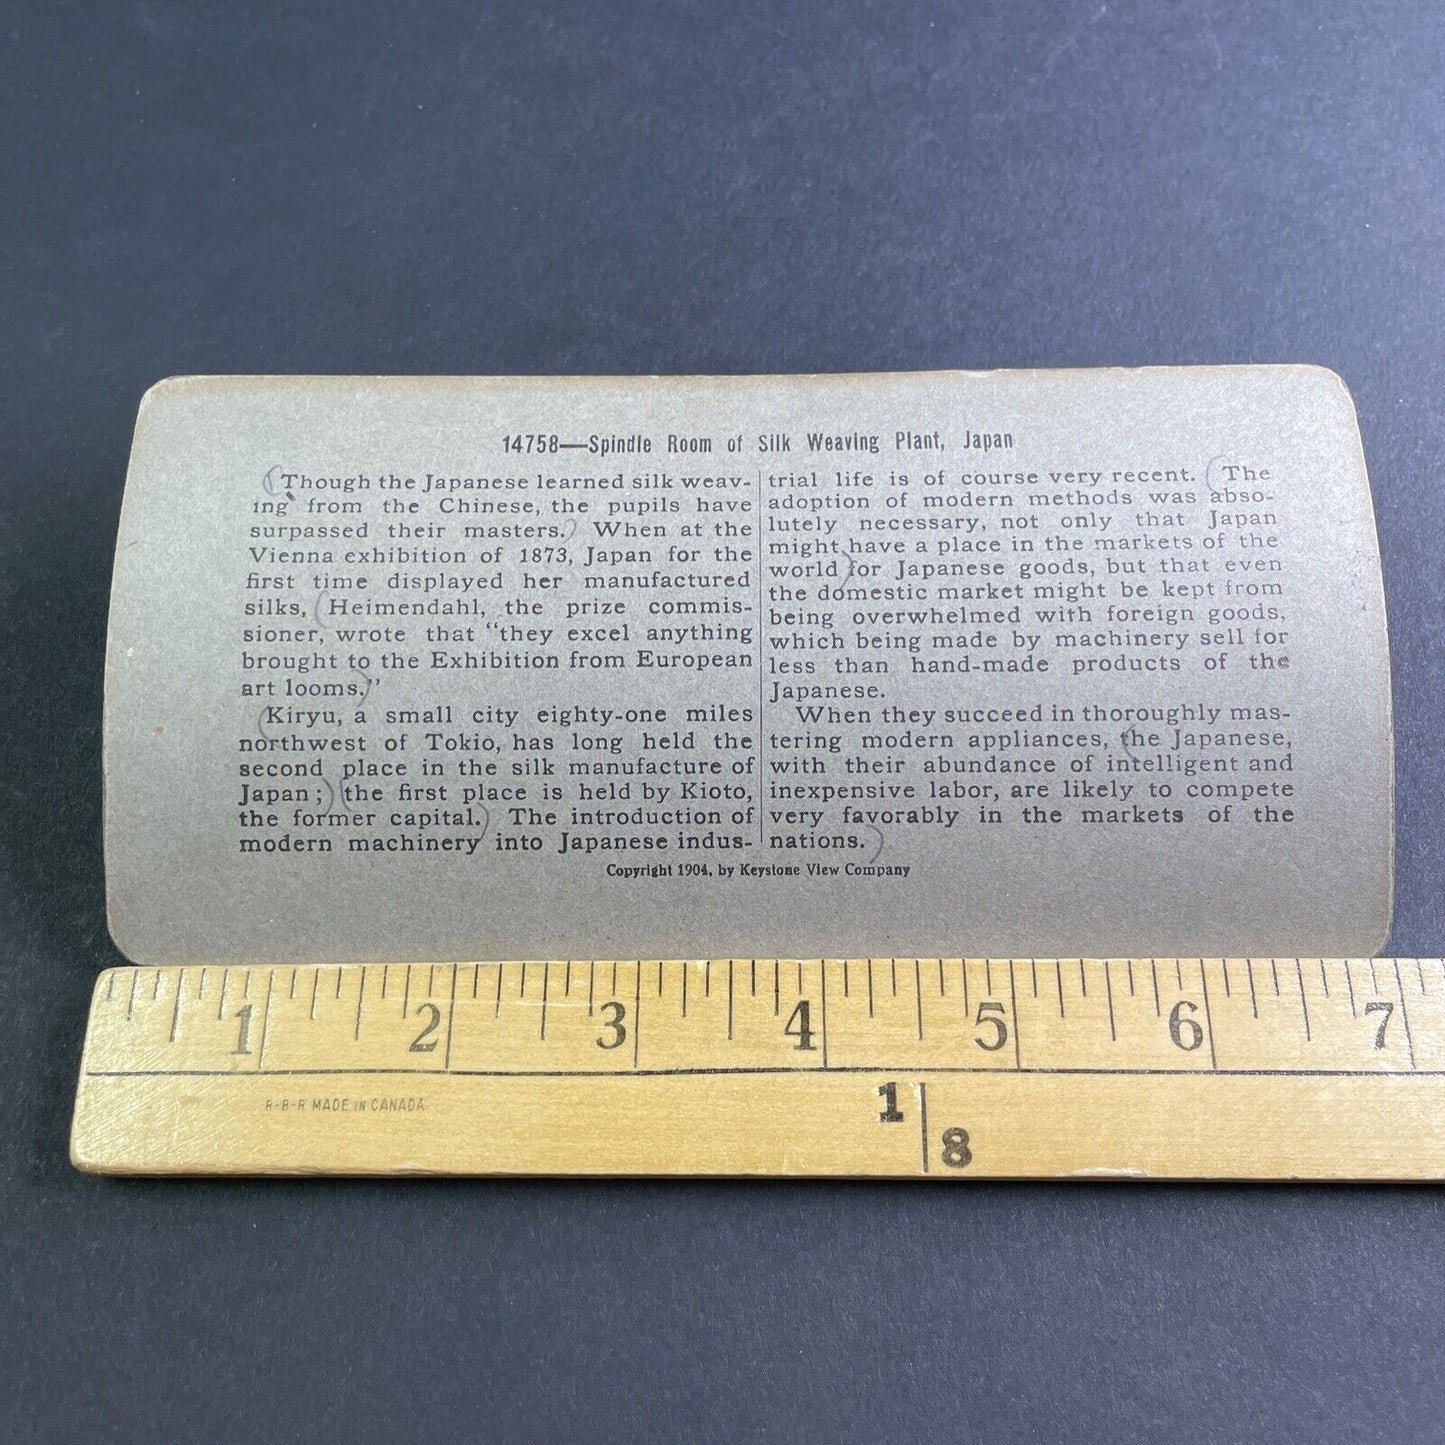 14758—Spindle Room of Silk Weaving Plant, Japan
Though the Japanese learned silk weav-
ing from the Chinese, the pupils have
surpassed their masters. When at the
Vienna exhibition of 1873, Japan for the
first time displayed her manufactured
silks, Heimendahl, the prize commis-
sioner, wrote that "they excel anything
brought to the Exhibition from European
art looms."
Kiryu, a small city eighty-one miles
northwest of Tokio, has long held the
second place in the silk manufacture of
Japan; the first place is held by Kioto,
the former capital. The introduction of
modern machinery into Japanese indus-
trial life is of course very recent. The
adoption of modern methods was abso-
lutely necessary, not only that Japan
might have a place in the markets of the
world for Japanese goods, but that even
the domestic market might be kept from
being overwhelmed with foreign goods,
which being made by machinery sell for
less than hand-made products of the
Japanese.
When they succeed in thoroughly mas-
tering modern appliances, the Japanese,
with their abundance of intelligent and
inexpensive labor, are likely to compete
very favorably in the markets of the
nations.
Copyright 1904, by Keystone View Company
1 2 3 4 5 6 7
R-B-R MADE IN CANADA
1 8